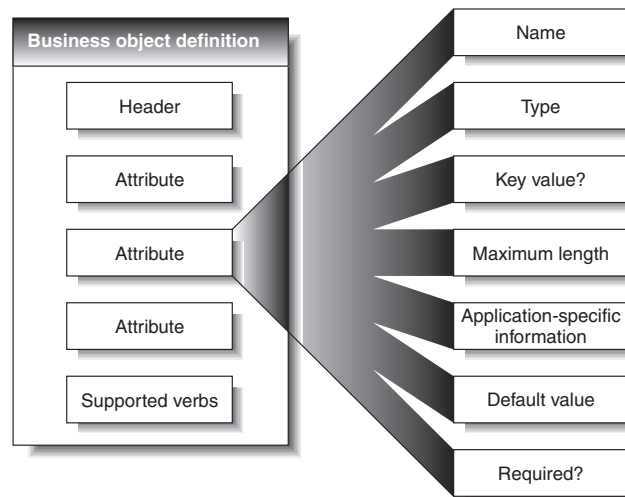 Business object definition
Header
Attribute
Attribute
Attribute
Supported verbs
Name
Type
Key value?
Maximum length
Application-specific
information
Default value
Required?